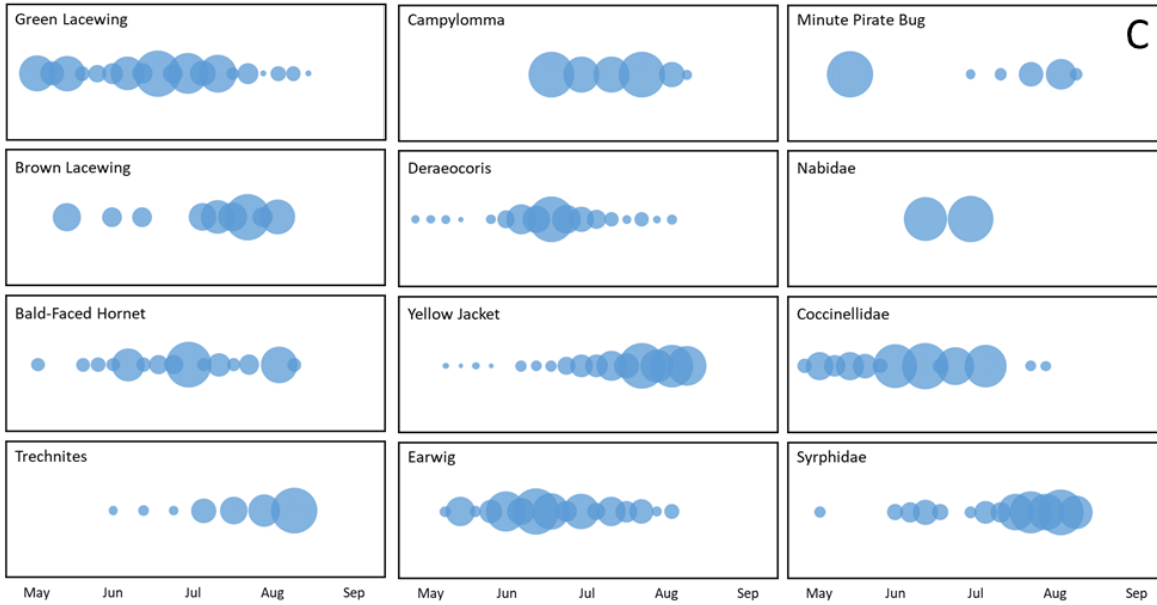 Green Lacewing
Campylomma
Minute Pirate Bug
C
Brown Lacewing
Deraeocoris
Nabidae
Bald-Faced Hornet
Yellow Jacket
Coccinellidae
Trechnites
Earwig
Syrphidae
May Jun Jul Aug Sep
May Jun Jul Aug Sep
May Jun Jul Aug Sep